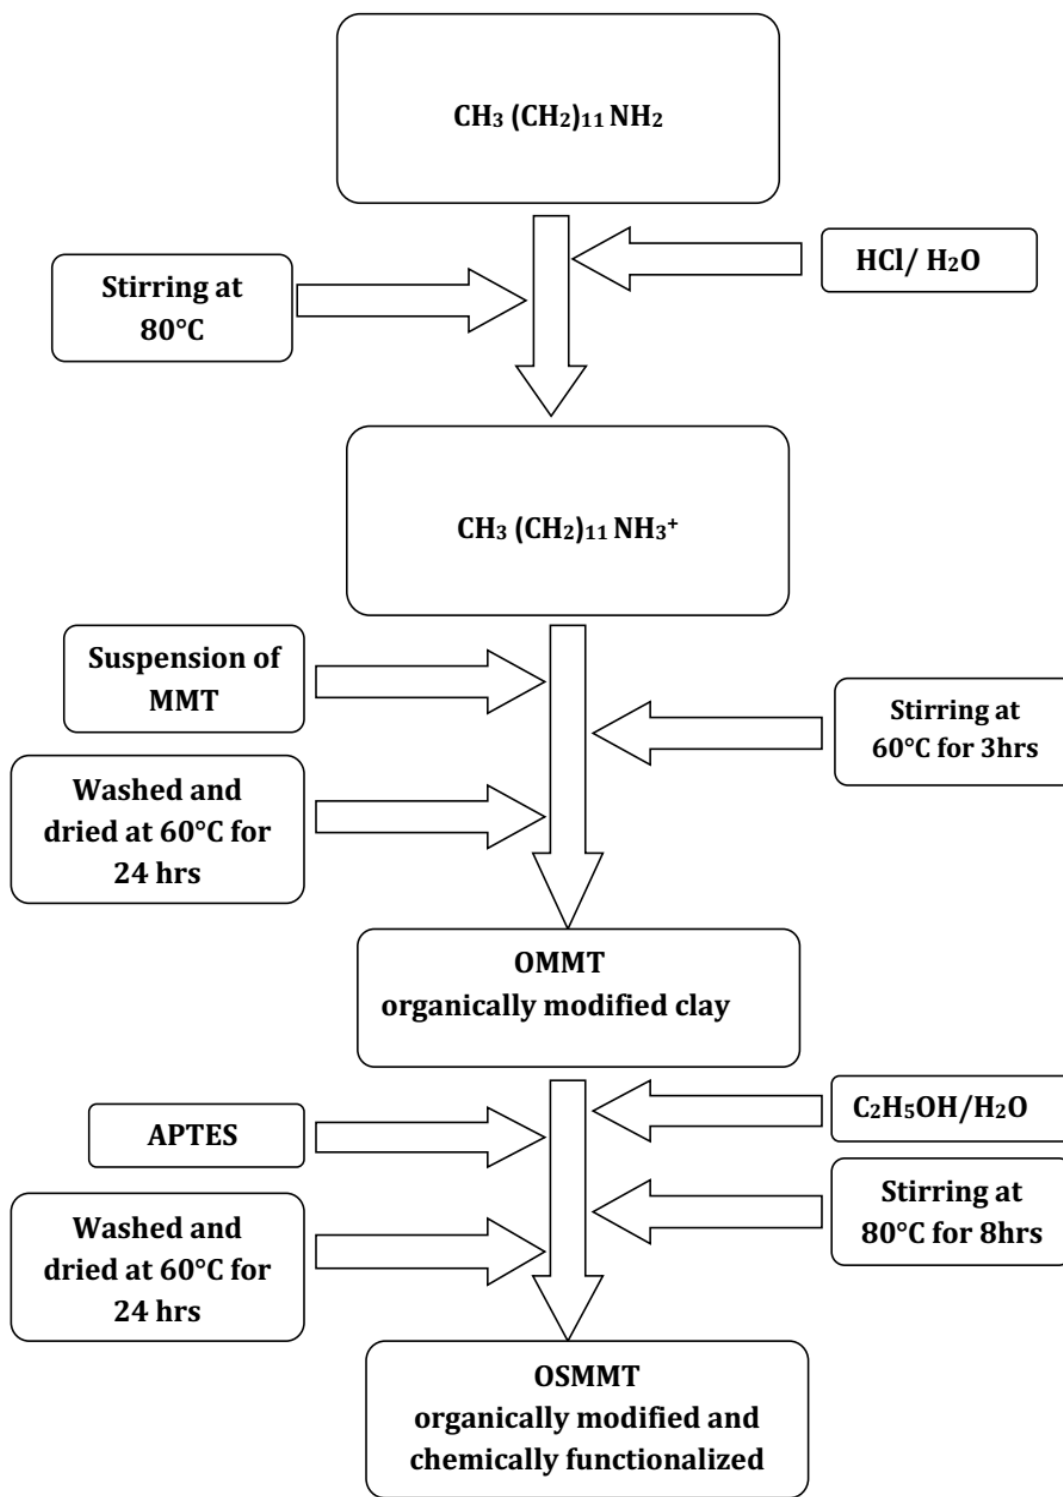 CH₃ (CH₂)₁₁ NH₂
HCl/ H₂O
Stirring at
80°C
CH₃ (CH₂)₁₁ NH₃⁺
Suspension of
MMT
Stirring at
60°C for 3hrs
Washed and
dried at 60°C for
24 hrs
OMMT
organically modified clay
C₂H₅OH/H₂O
APTES
Stirring at
80°C for 8hrs
Washed and
dried at 60°C for
24 hrs
OSMMT
organically modified and
chemically functionalized